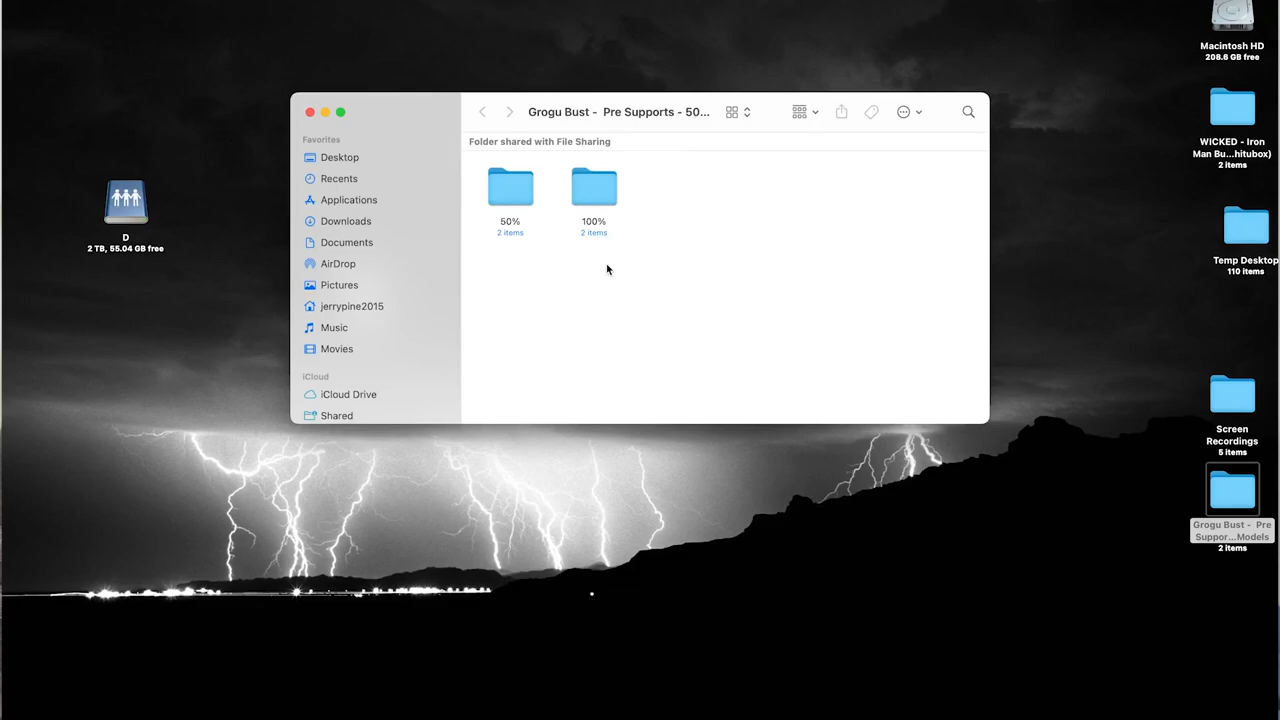 Macintosh HD
208.6 GB free
WICKED - Iron
Man Bu...hitubox)
2 items
Temp Desktop
110 items
Screen
Recordings
5 items
Grogu Bust -  Pre
Suppor...Models
2 items
D
2 TB, 55.04 GB free
Grogu Bust -  Pre Supports - 50...
Folder shared with File Sharing
Favorites
Desktop
Recents
Applications
Downloads
Documents
AirDrop
Pictures
jerrypine2015
Music
Movies
iCloud
iCloud Drive
Shared
50%
2 items
100%
2 items